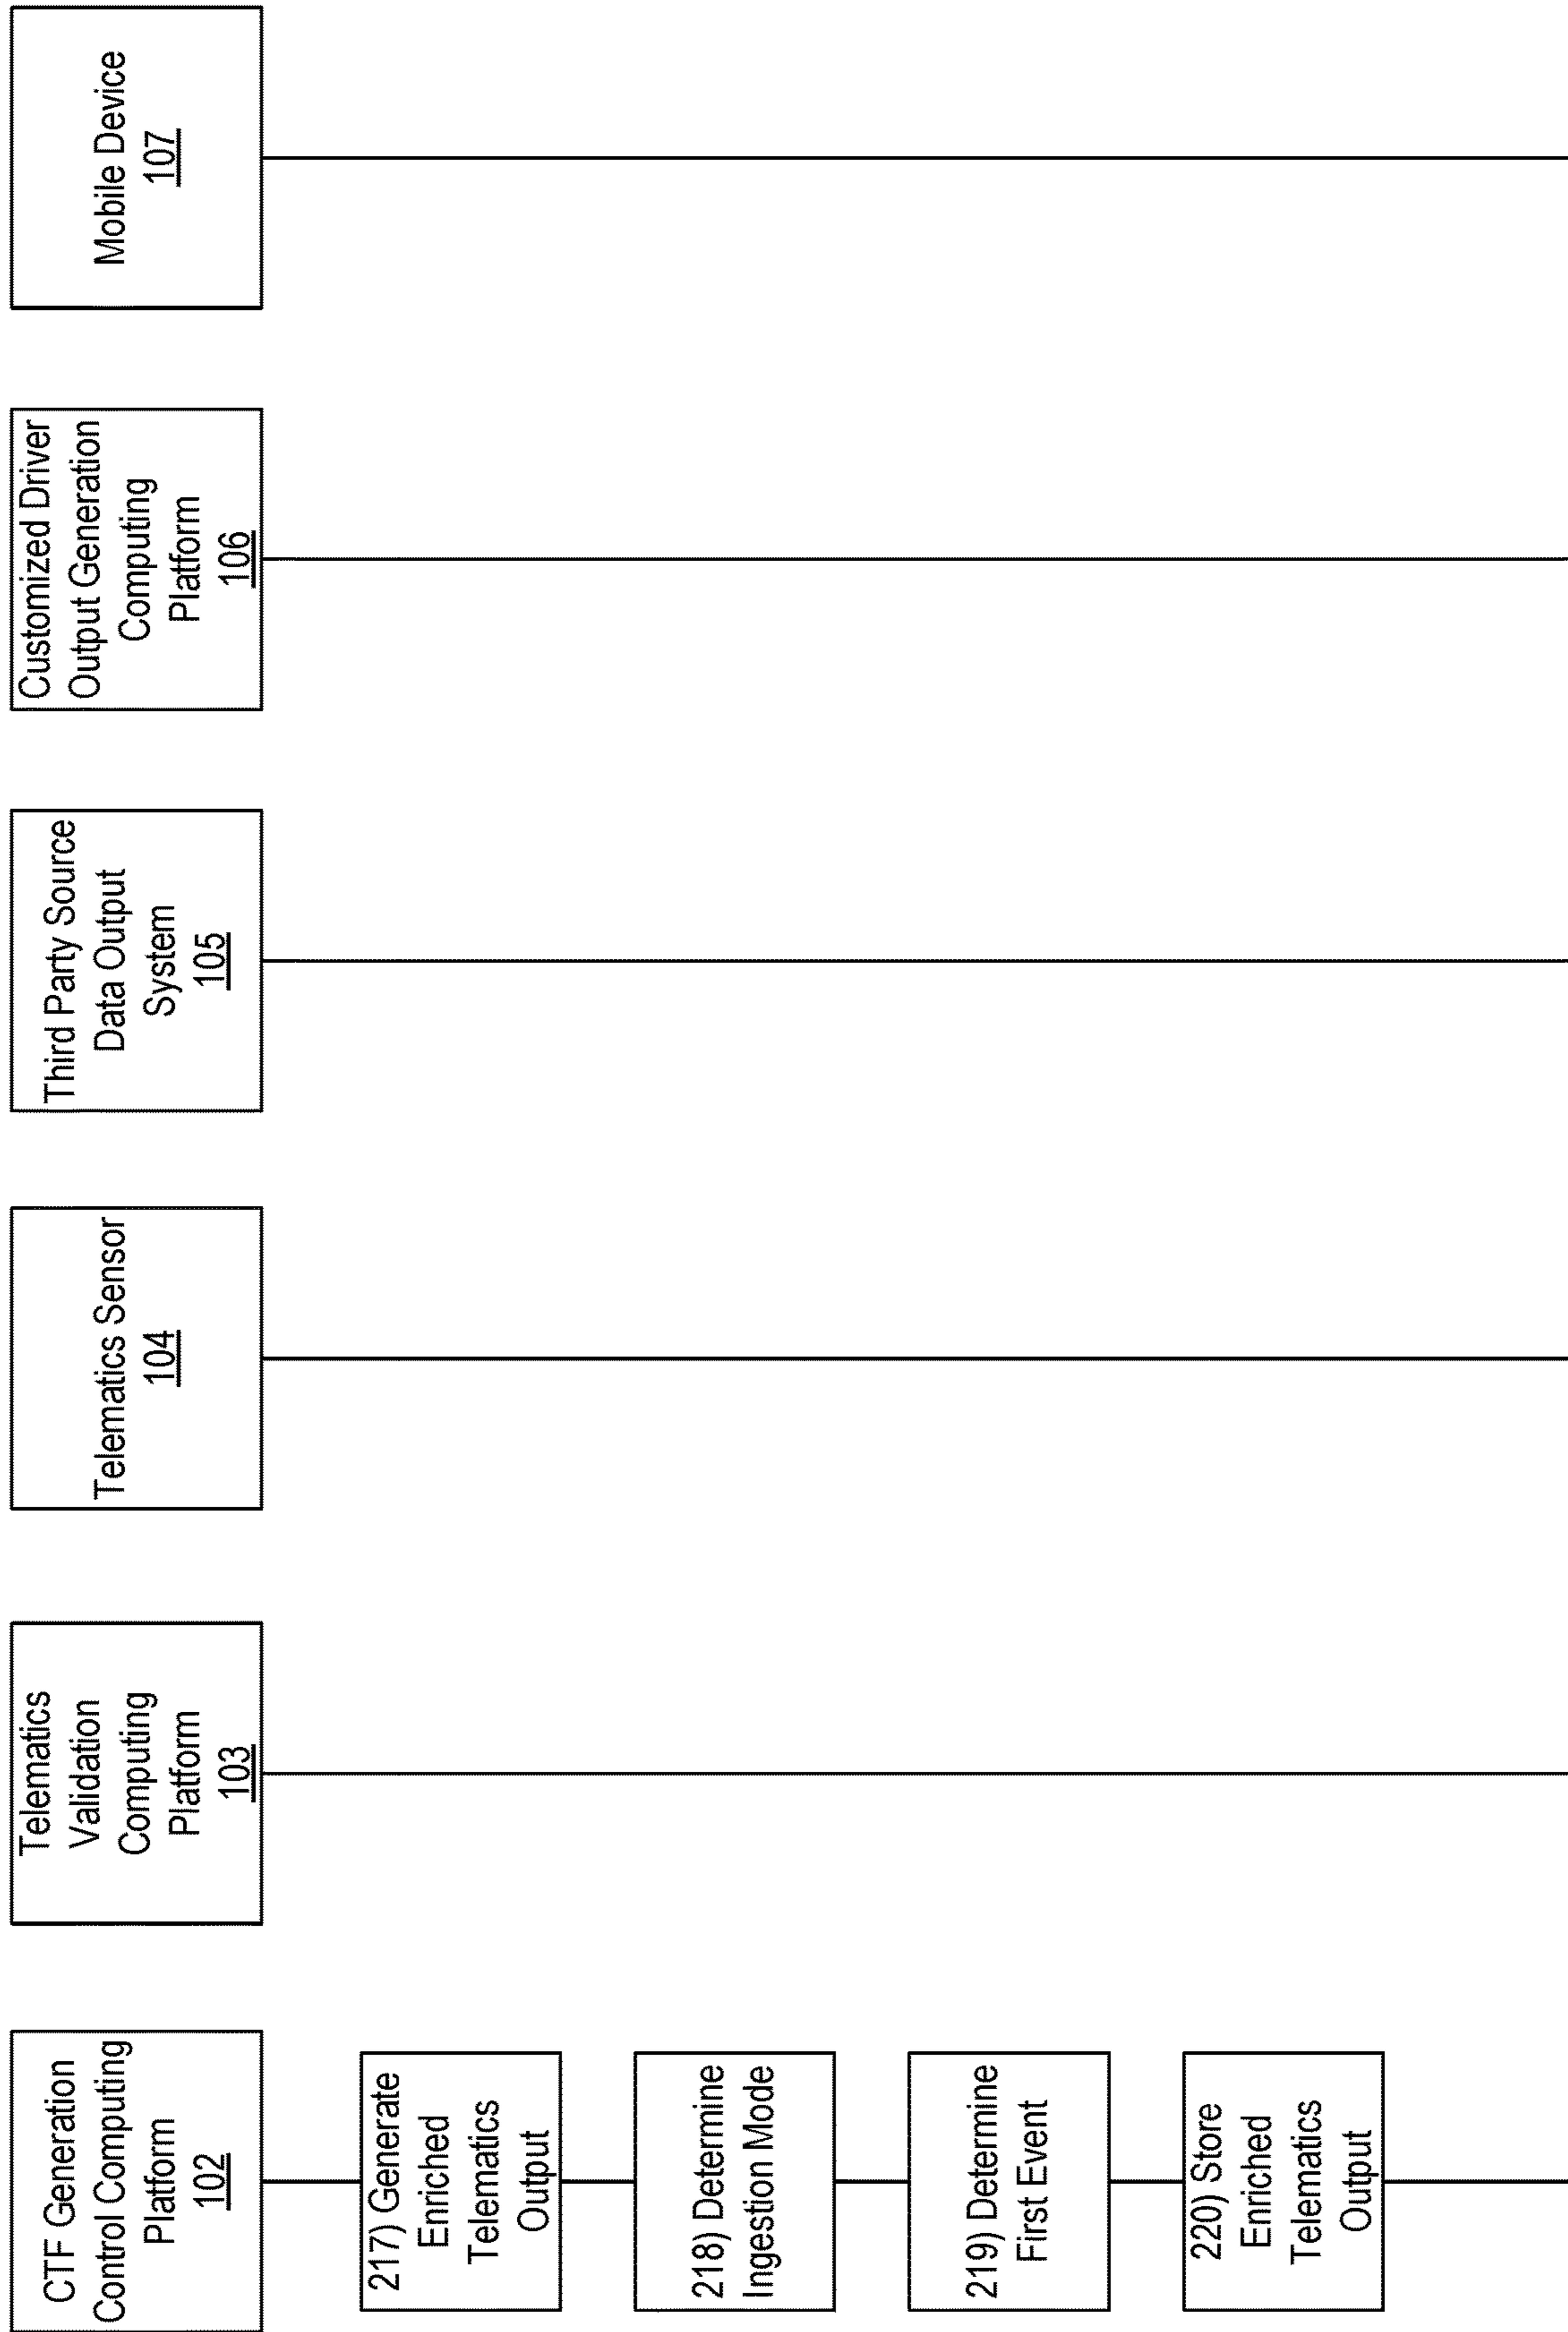 CTF Generation
Control Computing
Platform
102
Telematics
Validation
Computing
Platform
103
Telematics Sensor
104
Third Party Source
Data Output
System
105
Customized Driver
Output Generation
Computing
Platform
106
Mobile Device
107
217) Generate
Enriched
Telematics
Output
218) Determine
Ingestion Mode
219) Determine
First Event
220) Store
Enriched
Telematics
Output